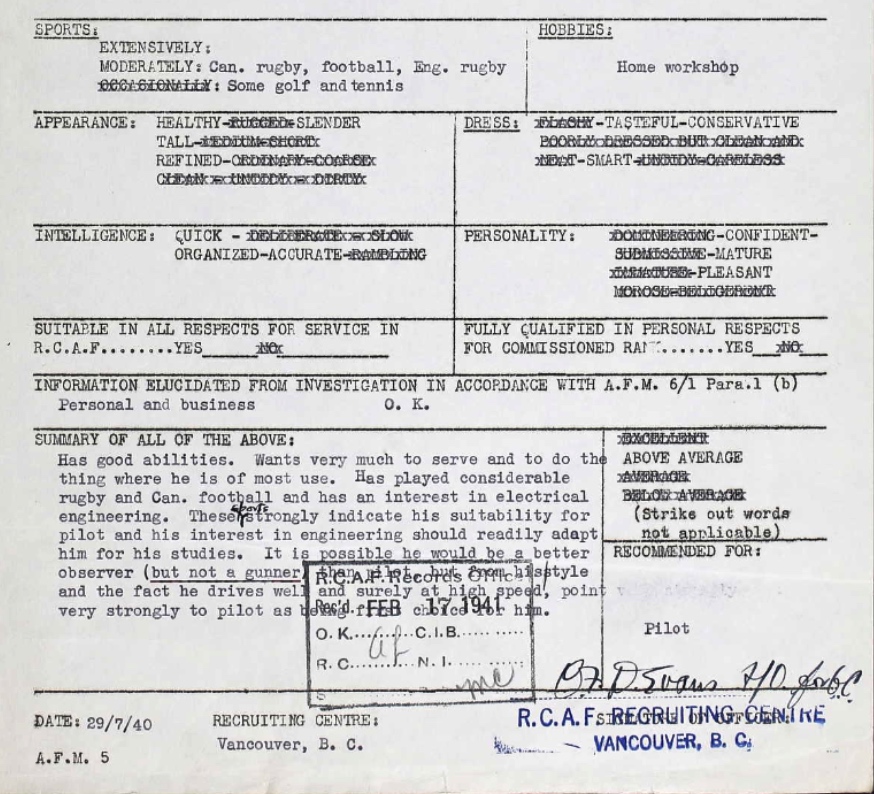 SPORTS:
EXTENSIVELY:
MODERATELY: Can. rugby, football, Eng. rugby
OCCASIONALLY: Some golf and tennis
HOBBIES:
Home workshop
APPEARANCE: HEALTHY-RUGGED-SLENDER
TALL-MEDIUM-SHORT
REFINED-ORDINARY-COARSE
CLEAN - UNTIDY - DIRTY
DRESS: FLASHY-TASTEFUL-CONSERVATIVE
POORLY DRESSED BUT CLEAN AND
NEAT-SMART-UNTIDY-CARELESS
INTELLIGENCE: QUICK - DELIBERATE - SLOW
ORGANIZED-ACCURATE-RAMBLING
PERSONALITY: DOMINEERING-CONFIDENT-
SUBMISSIVE-MATURE
IMMATURE-PLEASANT
MOROSE-BELIGERENT
SUITABLE IN ALL RESPECTS FOR SERVICE IN
R.C.A.F........YES NO
FULLY QUALIFIED IN PERSONAL RESPECTS
FOR COMMISSIONED RANK.......YES NO
INFORMATION ELUCIDATED FROM INVESTIGATION IN ACCORDANCE WITH A.F.M. 6/1 Para.1 (b)
Personal and business O. K.
SUMMARY OF ALL OF THE ABOVE:
Has good abilities. Wants very much to serve and to do the
thing where he is of most use. Has played considerable
rugby and Can. football and has an interest in electrical
engineering. These sports strongly indicate his suitability for
pilot and his interest in engineering should readily adapt
him for his studies. It is possible he would be a better
observer (but not a gunner) than pilot, but from his style
and the fact he drives well and surely at high speed, point
very strongly to pilot as being first choice for him.
EXCELLENT
ABOVE AVERAGE
AVERAGE
BELOW AVERAGE
(Strike out words
not applicable)
RECOMMENDED FOR:
Pilot
R.C.A.F. Records Office
Rec'd. FEB 17 1941
O. K. C.I.B.
R. C. N. I.
mc
D. Evans F/O for O.C.
DATE: 29/7/40
RECRUITING CENTRE:
Vancouver, B. C.
R.C.A.F. RECRUITING CENTRE
VANCOUVER, B. C.
A.F.M. 5